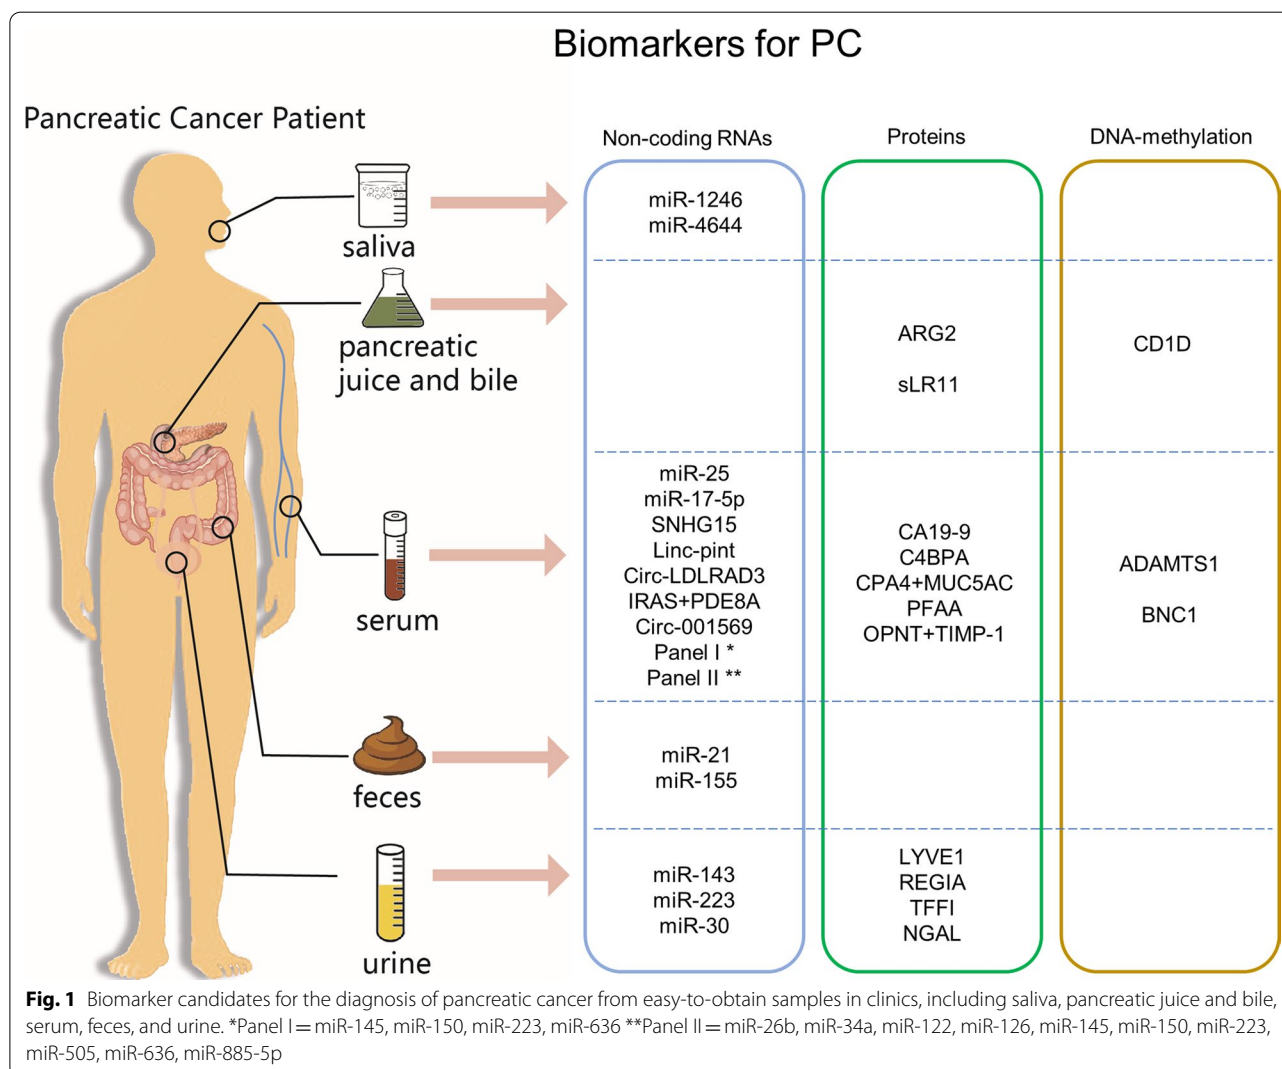 Biomarkers for PC
Pancreatic Cancer Patient
Non-coding RNAs
Proteins
DNA-methylation
saliva
miR-1246
miR-4644
pancreatic
juice and bile
ARG2
sLR11
CD1D
serum
miR-25
miR-17-5p
SNHG15
Linc-pint
Circ-LDLRAD3
IRAS+PDE8A
Circ-001569
Panel I *
Panel II **
CA19-9
C4BPA
CPA4+MUC5AC
PFAA
OPNT+TIMP-1
ADAMTS1
BNC1
feces
miR-21
miR-155
urine
miR-143
miR-223
miR-30
LYVE1
REGIA
TFFI
NGAL
Fig. 1 Biomarker candidates for the diagnosis of pancreatic cancer from easy-to-obtain samples in clinics, including saliva, pancreatic juice and bile,
serum, feces, and urine. *Panel I = miR-145, miR-150, miR-223, miR-636 **Panel II = miR-26b, miR-34a, miR-122, miR-126, miR-145, miR-150, miR-223,
miR-505, miR-636, miR-885-5p